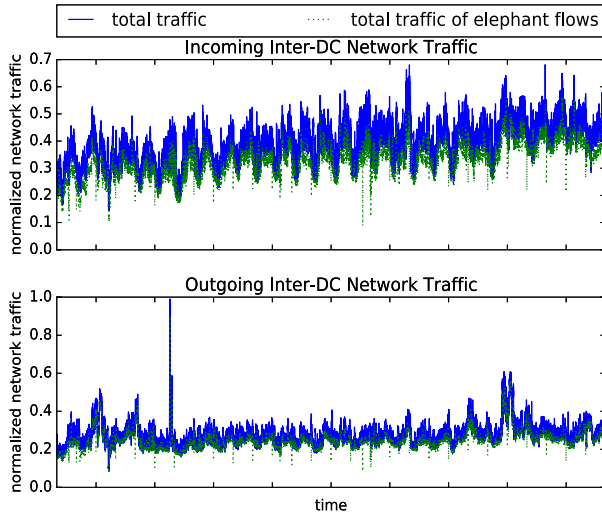 total traffic
total traffic of elephant flows
Incoming Inter-DC Network Traffic
normalized network traffic
0.7
0.6
0.5
0.4
0.3
0.2
0.1
0.0
Outgoing Inter-DC Network Traffic
normalized network traffic
1.0
0.8
0.6
0.4
0.2
0.0
time